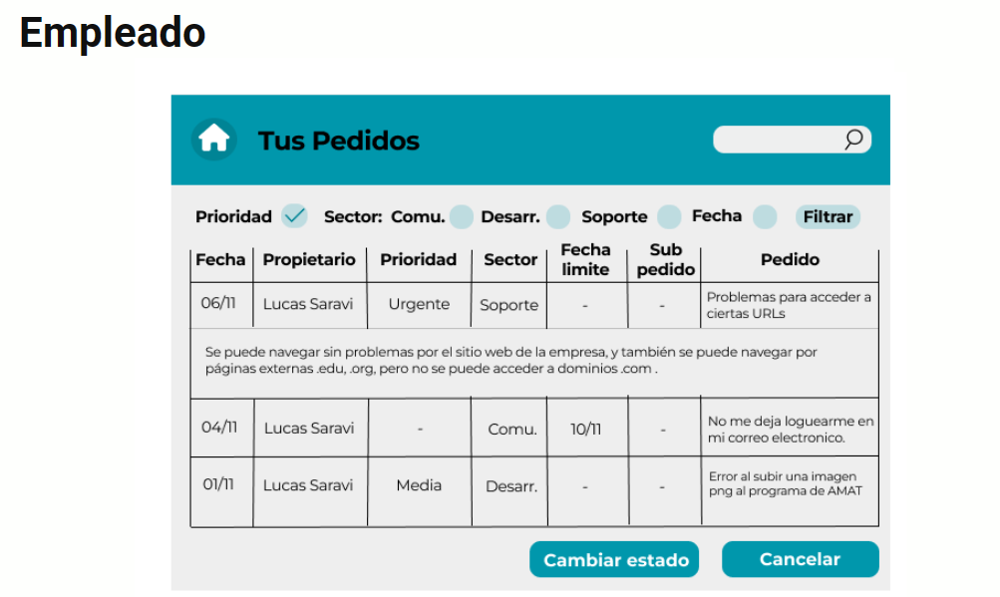 Empleado
Tus Pedidos
Prioridad Sector: Comu. Desarr. Soporte Fecha Filtrar
Fecha Propietario Prioridad Sector Fecha limite Sub pedido Pedido
06/11 Lucas Saravi Urgente Soporte - - Problemas para acceder a
ciertas URLs
Se puede navegar sin problemas por el sitio web de la empresa, y también se puede navegar por
páginas externas .edu, .org, pero no se puede acceder a dominios .com .
04/11 Lucas Saravi - Comu. 10/11 - No me deja loguearme en
mi correo electronico.
01/11 Lucas Saravi Media Desarr. - - Error al subir una imagen
png al programa de AMAT
Cambiar estado Cancelar